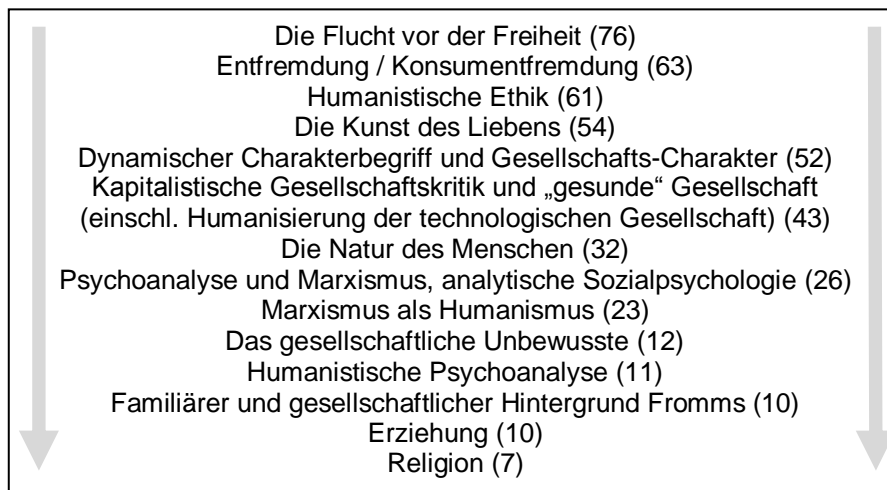 Die Flucht vor der Freiheit (76)
Entfremdung / Konsumentfremdung (63)
Humanistische Ethik (61)
Die Kunst des Liebens (54)
Dynamischer Charakterbegriff und Gesellschafts-Charakter (52)
Kapitalistische Gesellschaftskritik und „gesunde“ Gesellschaft
(einschl. Humanisierung der technologischen Gesellschaft) (43)
Die Natur des Menschen (32)
Psychoanalyse und Marxismus, analytische Sozialpsychologie (26)
Marxismus als Humanismus (23)
Das gesellschaftliche Unbewusste (12)
Humanistische Psychoanalyse (11)
Familiärer und gesellschaftlicher Hintergrund Fromms (10)
Erziehung (10)
Religion (7)